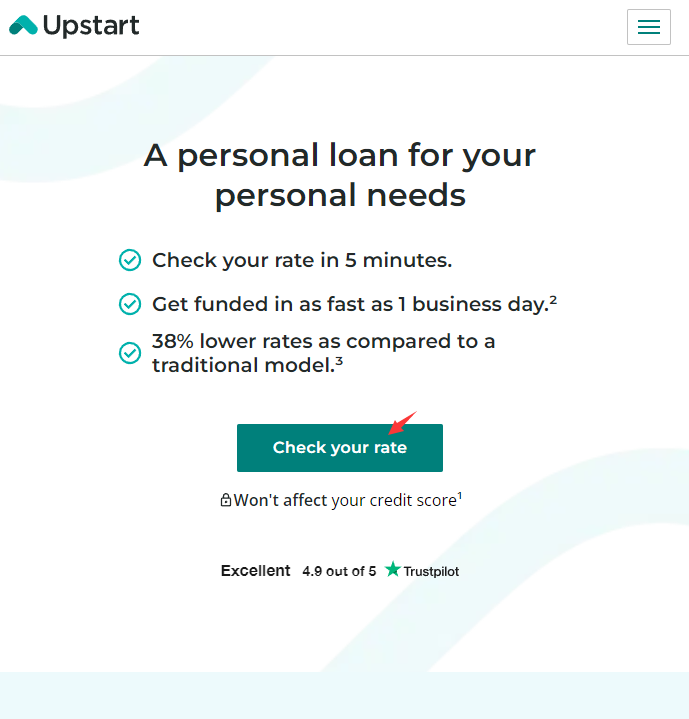 Upstart
A personal loan for your
personal needs
Check your rate in 5 minutes.
Get funded in as fast as 1 business day.²
38% lower rates as compared to a
traditional model.³
Check your rate
Won't affect your credit score¹
Excellent 4.9 out of 5 Trustpilot